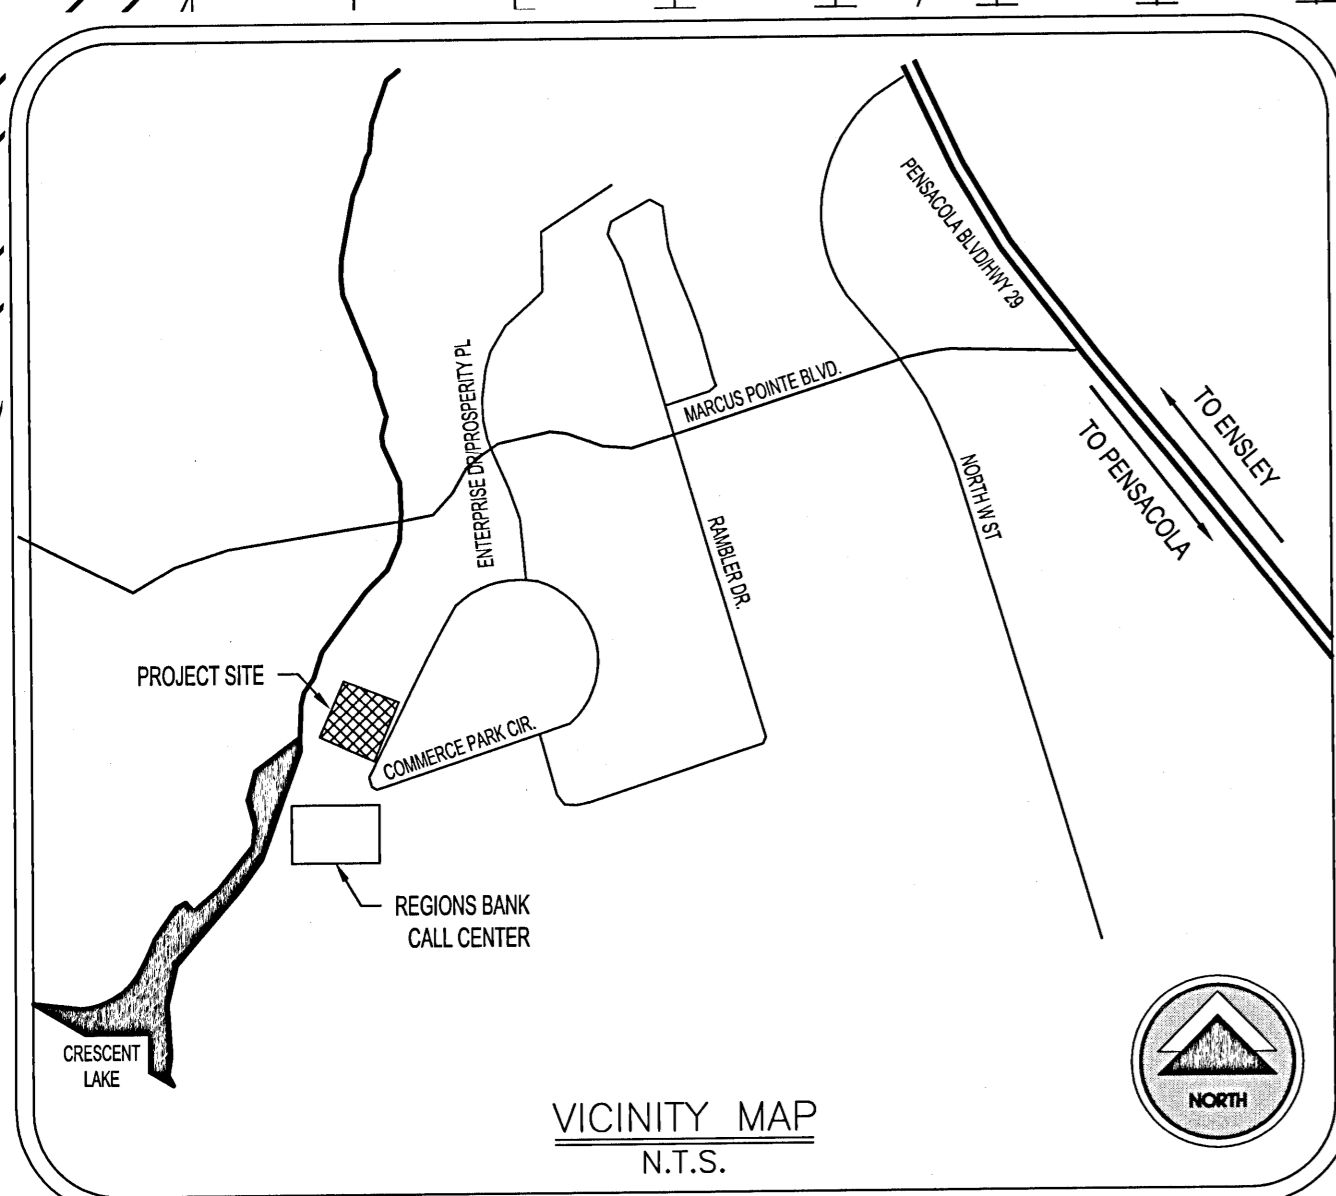 PENSACOLA BLVD/HWY 29
ENTERPRISE DR/PROSPERITY PL
MARCUS POINTE BLVD.
TO ENSLEY
TO PENSACOLA
NORTH W ST
RAMBLER DR.
PROJECT SITE
COMMERCE PARK CIR.
REGIONS BANK
CALL CENTER
CRESCENT
LAKE
NORTH
VICINITY MAP
N.T.S.